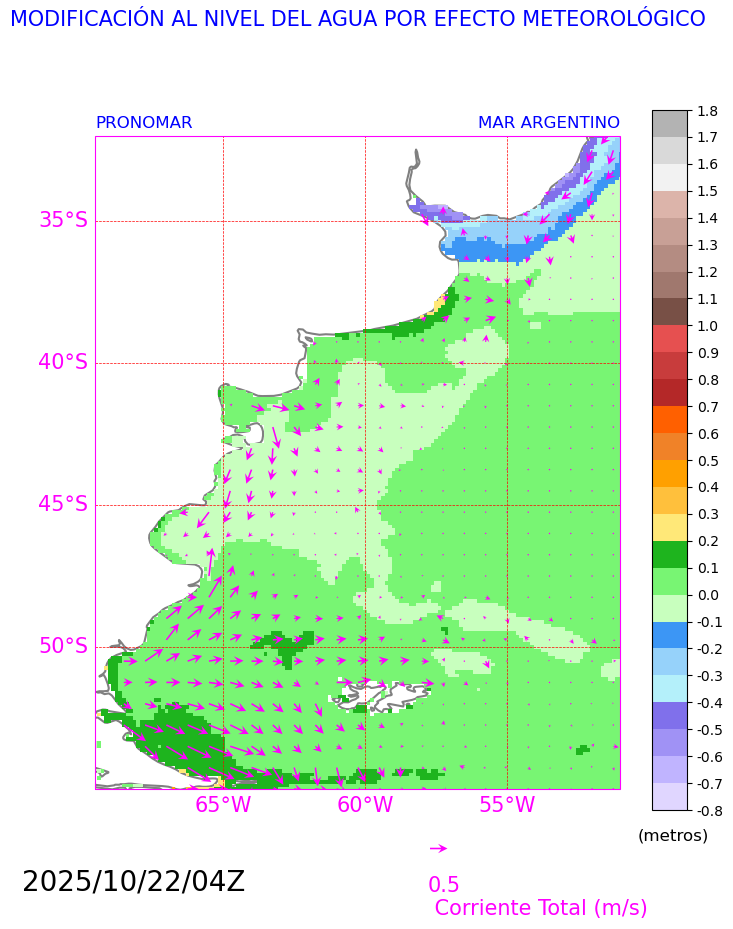 MODIFICACIÓN AL NIVEL DEL AGUA POR EFECTO METEOROLÓGICO
PRONOMAR
MAR ARGENTINO
35°S
40°S
45°S
50°S
65°W
60°W
55°W
1.8
1.7
1.6
1.5
1.4
1.3
1.2
1.1
1.0
0.9
0.8
0.7
0.6
0.5
0.4
0.3
0.2
0.1
0.0
-0.1
-0.2
-0.3
-0.4
-0.5
-0.6
-0.7
-0.8
(metros)
2025/10/22/04Z
0.5
Corriente Total (m/s)